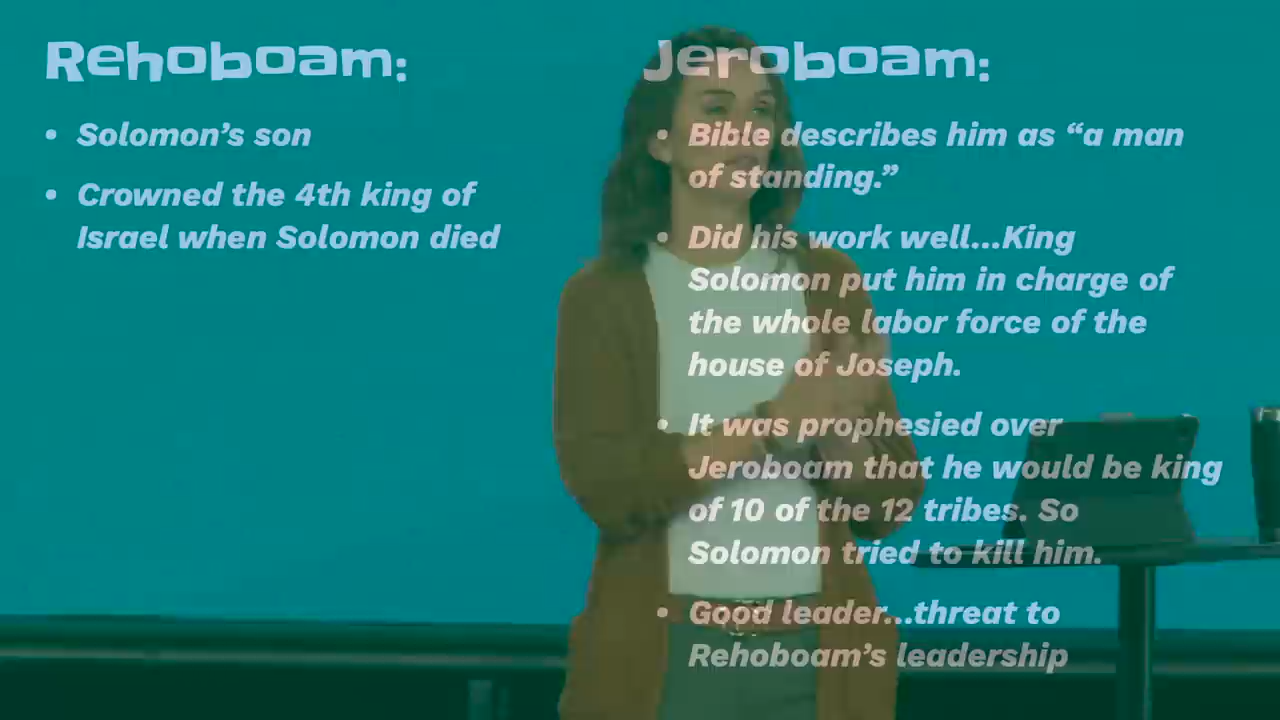 Rehoboam:
• Solomon’s son
• Crowned the 4th king of
Israel when Solomon died
Jeroboam:
• Bible describes him as “a man
of standing.”
• Did his work well...King
Solomon put him in charge of
the whole labor force of the
house of Joseph.
• It was prophesied over
Jeroboam that he would be king
of 10 of the 12 tribes. So
Solomon tried to kill him.
• Good leader...threat to
Rehoboam’s leadership